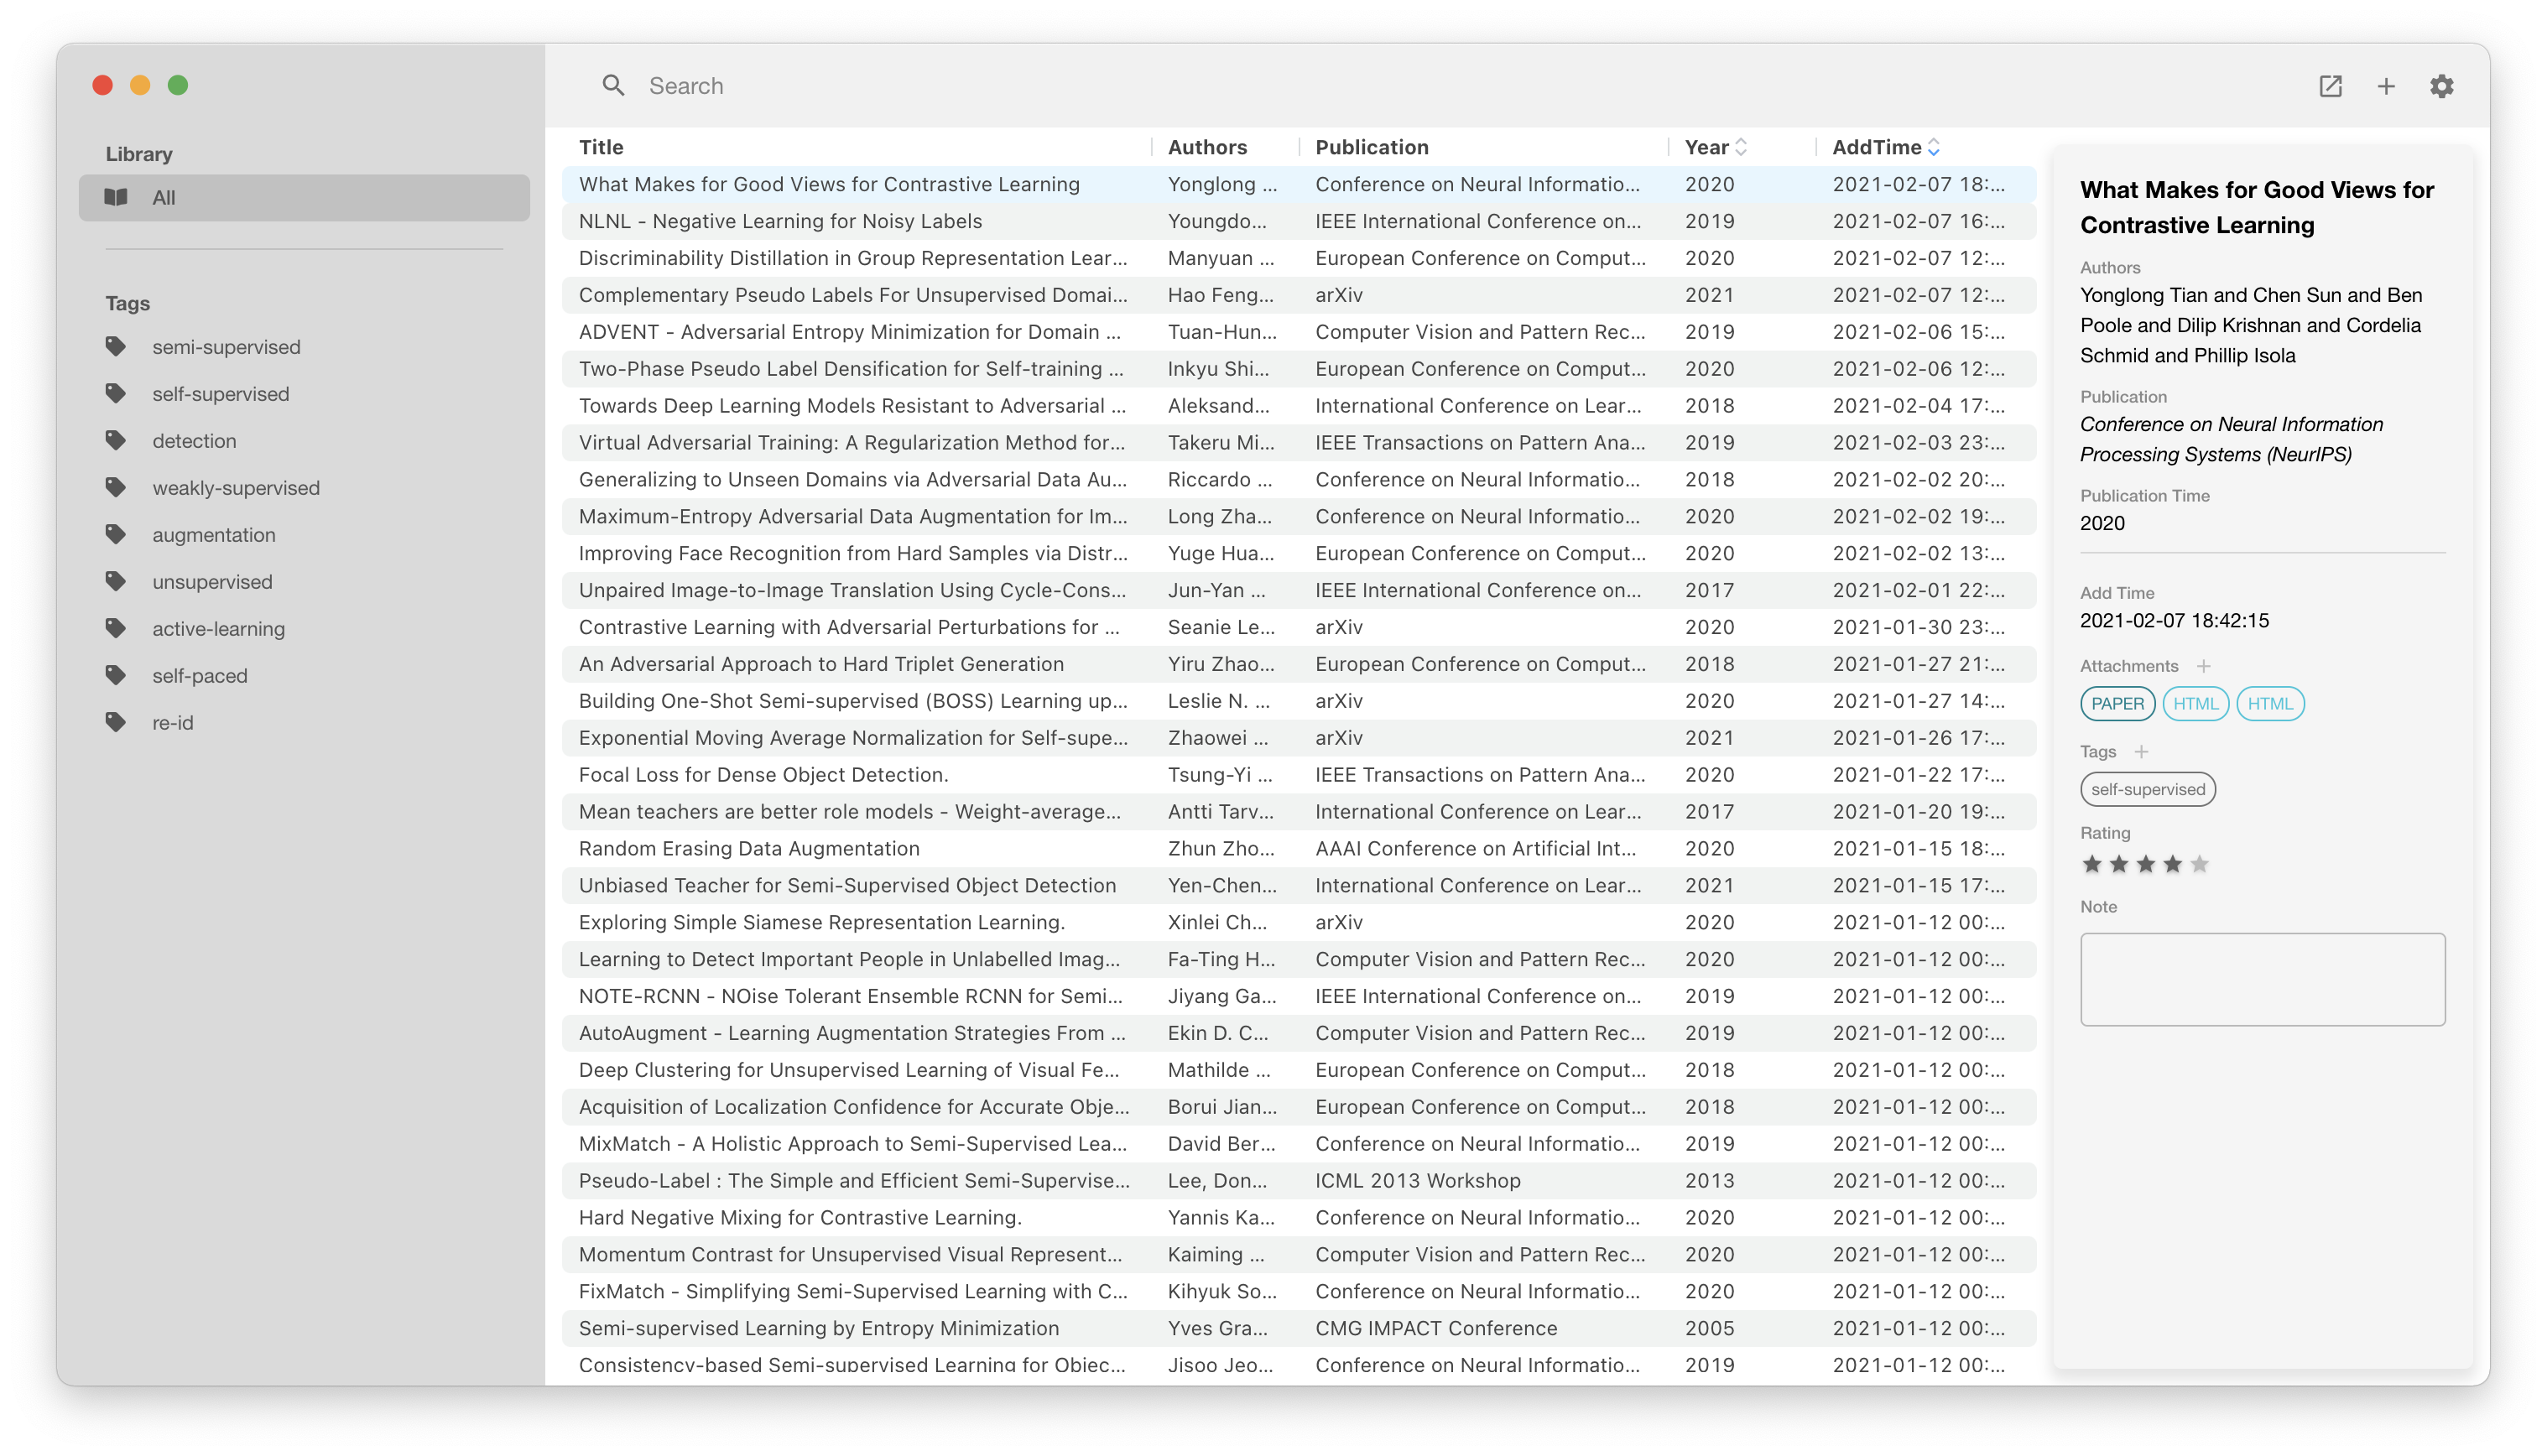 Search
Library
All
Tags
semi-supervised
self-supervised
detection
weakly-supervised
augmentation
unsupervised
active-learning
self-paced
re-id
Title Authors Publication Year AddTime
What Makes for Good Views for Contrastive Learning Yonglong ... Conference on Neural Informatio... 2020 2021-02-07 18:...
NLNL - Negative Learning for Noisy Labels Youngdo... IEEE International Conference on... 2019 2021-02-07 16:...
Discriminability Distillation in Group Representation Lear... Manyuan ... European Conference on Comput... 2020 2021-02-07 12:...
Complementary Pseudo Labels For Unsupervised Domai... Hao Feng... arXiv 2021 2021-02-07 12:...
ADVENT - Adversarial Entropy Minimization for Domain ... Tuan-Hun... Computer Vision and Pattern Rec... 2019 2021-02-06 15:...
Two-Phase Pseudo Label Densification for Self-training ... Inkyu Shi... European Conference on Comput... 2020 2021-02-06 12:...
Towards Deep Learning Models Resistant to Adversarial ... Aleksand... International Conference on Lear... 2018 2021-02-04 17:...
Virtual Adversarial Training: A Regularization Method for... Takeru Mi... IEEE Transactions on Pattern Ana... 2019 2021-02-03 23:...
Generalizing to Unseen Domains via Adversarial Data Au... Riccardo ... Conference on Neural Informatio... 2018 2021-02-02 20:...
Maximum-Entropy Adversarial Data Augmentation for Im... Long Zha... Conference on Neural Informatio... 2020 2021-02-02 19:...
Improving Face Recognition from Hard Samples via Distr... Yuge Hua... European Conference on Comput... 2020 2021-02-02 13:...
Unpaired Image-to-Image Translation Using Cycle-Cons... Jun-Yan ... IEEE International Conference on... 2017 2021-02-01 22:...
Contrastive Learning with Adversarial Perturbations for ... Seanie Le... arXiv 2020 2021-01-30 23:...
An Adversarial Approach to Hard Triplet Generation Yiru Zhao... European Conference on Comput... 2018 2021-01-27 21:...
Building One-Shot Semi-supervised (BOSS) Learning up... Leslie N. ... arXiv 2020 2021-01-27 14:...
Exponential Moving Average Normalization for Self-supe... Zhaowei ... arXiv 2021 2021-01-26 17:...
Focal Loss for Dense Object Detection. Tsung-Yi ... IEEE Transactions on Pattern Ana... 2020 2021-01-22 17:...
Mean teachers are better role models - Weight-average... Antti Tarv... International Conference on Lear... 2017 2021-01-20 19:...
Random Erasing Data Augmentation Zhun Zho... AAAI Conference on Artificial Int... 2020 2021-01-15 18:...
Unbiased Teacher for Semi-Supervised Object Detection Yen-Chen... International Conference on Lear... 2021 2021-01-15 17:...
Exploring Simple Siamese Representation Learning. Xinlei Ch... arXiv 2020 2021-01-12 00:...
Learning to Detect Important People in Unlabelled Imag... Fa-Ting H... Computer Vision and Pattern Rec... 2020 2021-01-12 00:...
NOTE-RCNN - NOise Tolerant Ensemble RCNN for Semi... Jiyang Ga... IEEE International Conference on... 2019 2021-01-12 00:...
AutoAugment - Learning Augmentation Strategies From ... Ekin D. C... Computer Vision and Pattern Rec... 2019 2021-01-12 00:...
Deep Clustering for Unsupervised Learning of Visual Fe... Mathilde ... European Conference on Comput... 2018 2021-01-12 00:...
Acquisition of Localization Confidence for Accurate Obje... Borui Jian... European Conference on Comput... 2018 2021-01-12 00:...
MixMatch - A Holistic Approach to Semi-Supervised Lea... David Ber... Conference on Neural Informatio... 2019 2021-01-12 00:...
Pseudo-Label : The Simple and Efficient Semi-Supervise... Lee, Don... ICML 2013 Workshop 2013 2021-01-12 00:...
Hard Negative Mixing for Contrastive Learning. Yannis Ka... Conference on Neural Informatio... 2020 2021-01-12 00:...
Momentum Contrast for Unsupervised Visual Represent... Kaiming ... Computer Vision and Pattern Rec... 2020 2021-01-12 00:...
FixMatch - Simplifying Semi-Supervised Learning with C... Kihyuk So... Conference on Neural Informatio... 2020 2021-01-12 00:...
Semi-supervised Learning by Entropy Minimization Yves Gra... CMG IMPACT Conference 2005 2021-01-12 00:...
Consistency-based Semi-supervised Learning for Objec... Jisoo Jeo... Conference on Neural Informatio... 2019 2021-01-12 00:...
What Makes for Good Views for
Contrastive Learning
Authors
Yonglong Tian and Chen Sun and Ben
Poole and Dilip Krishnan and Cordelia
Schmid and Phillip Isola
Publication
Conference on Neural Information
Processing Systems (NeurIPS)
Publication Time
2020
Add Time
2021-02-07 18:42:15
Attachments
PAPER HTML HTML
Tags
self-supervised
Rating
Note